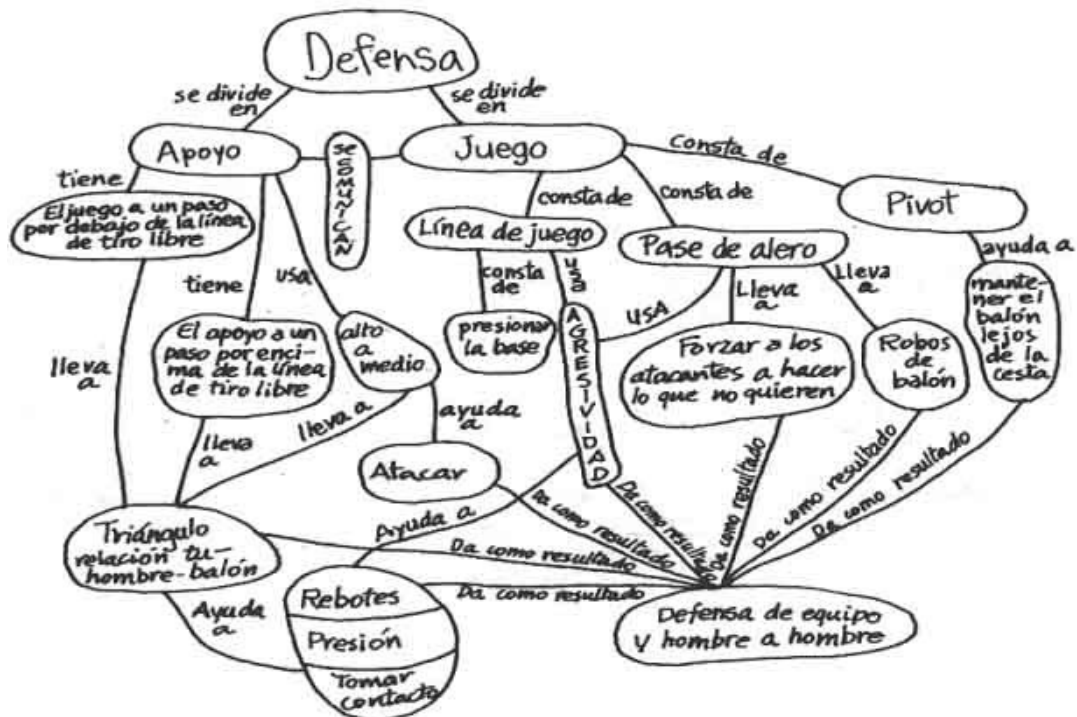 Defensa
se divide
en
se divide
en
Apoyo
SE COMUNICAN
Juego
Consta de
Pivot
tiene
El juego a un paso
por debajo de la línea
de tiro libre
tiene
usa
consta de
consta de
Línea de juego
Pase de alero
ayuda a
mante-
ner el
balón
lejos
de la
cesta
consta
de
usa
USA
Lleva
a
Lleva
a
presionar
la base
AGRESIVIDAD
Forzar a los
atacantes a hacer
lo que no quieren
Robos
de
balón
lleva
a
El apoyo a un
paso por enci-
ma de la línea
de tiro libre
alto
a
medio
lleva
a
lleva a
ayuda
a
Atacar
Triángulo
relación tu-
hombre-balón
Ayuda a
Da como resultado
Da como resultado
Da como resultado
Da como resultado
Da como resultado
Da como resultado
Da como resultado
Ayuda
a
Rebotes
Presión
Tomar
contacto
Defensa de equipo
y hombre a hombre